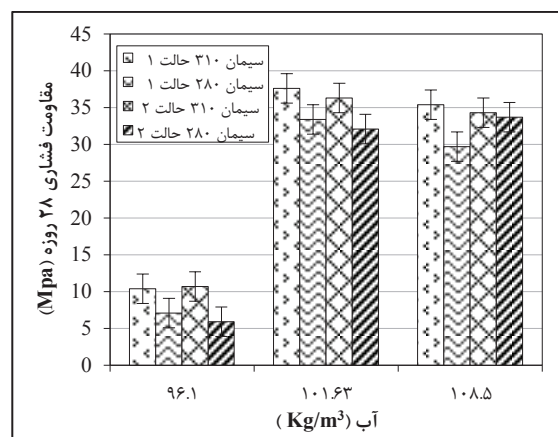 مقاومت فشاری ۲۸ روزه (Mpa)
45
40
35
30
25
20
15
10
5
0
سیمان ۳۱۰ حالت ۱
سیمان ۲۸۰ حالت ۱
سیمان ۳۱۰ حالت ۲
سیمان ۲۸۰ حالت ۲
۹۶.۱ ۱۰۱.۶۳ ۱۰۸.۵
آب (Kg/m³ )